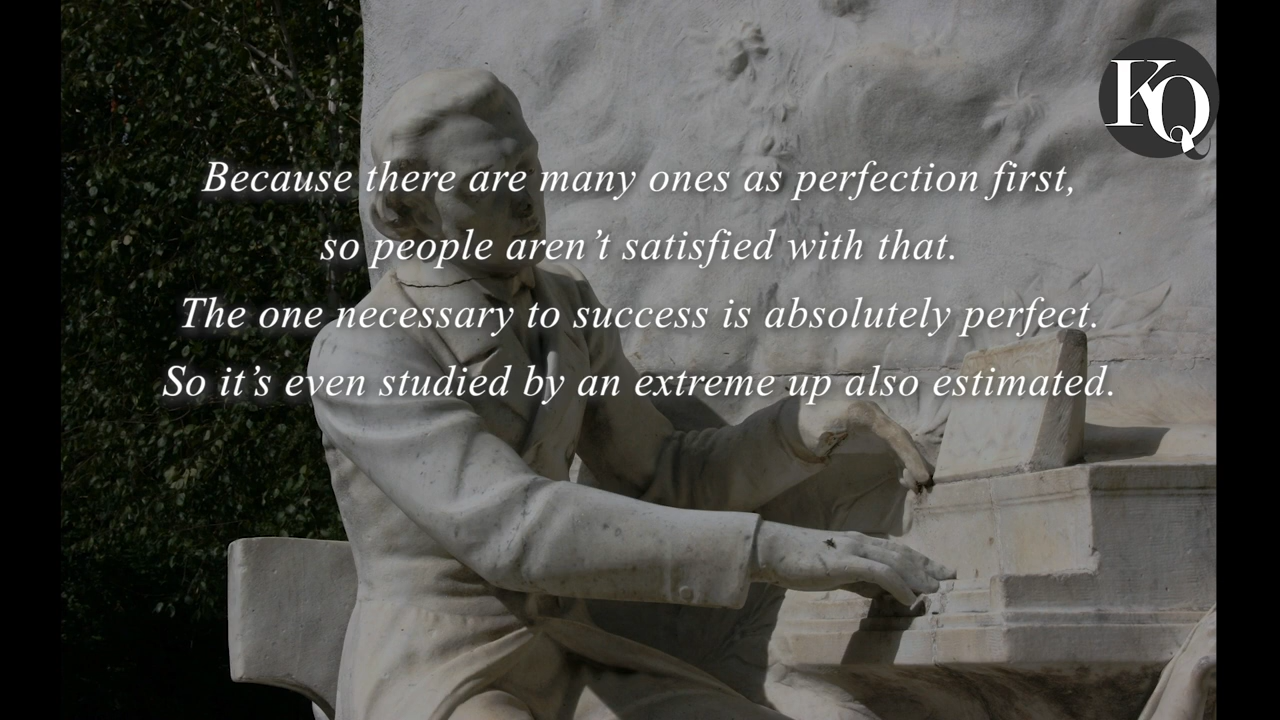 KQ
Because there are many ones as perfection first,
so people aren’t satisfied with that.
The one necessary to success is absolutely perfect.
So it’s even studied by an extreme up also estimated.